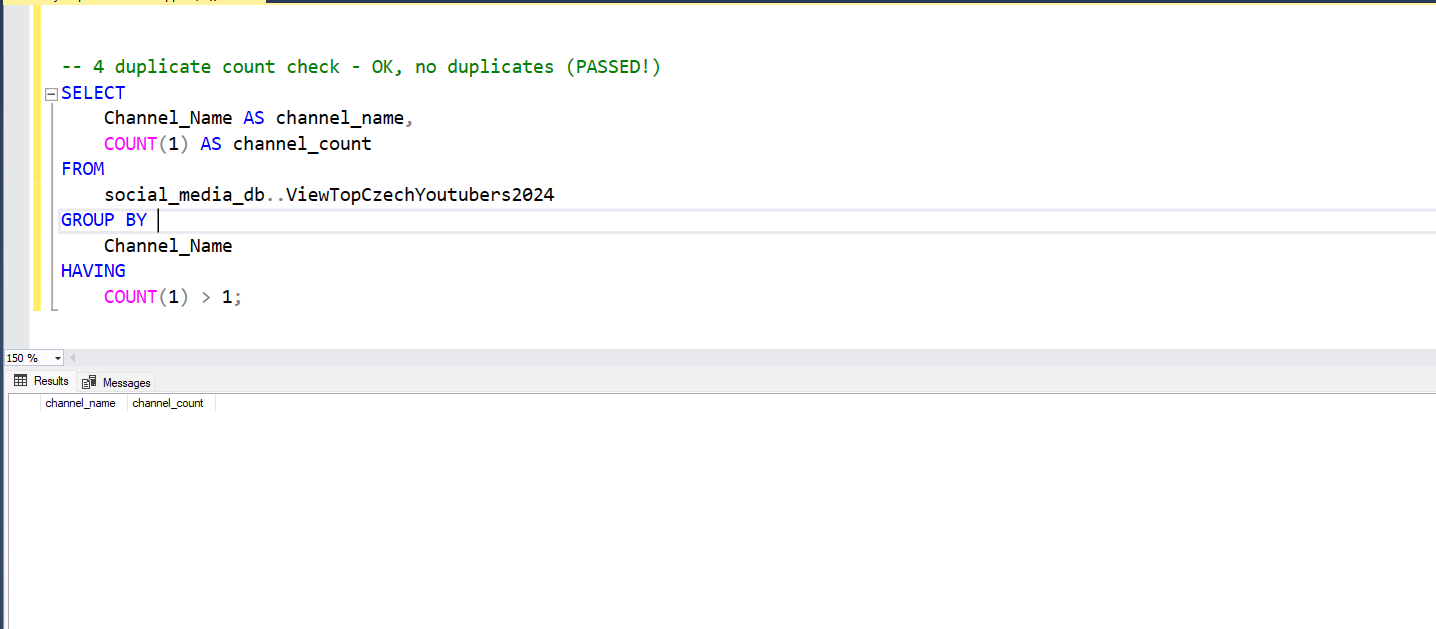 -- 4 duplicate count check - OK, no duplicates (PASSED!)
SELECT
Channel_Name AS channel_name,
COUNT(1) AS channel_count
FROM
social_media_db..ViewTopCzechYoutubers2024
GROUP BY
Channel_Name
HAVING
COUNT(1) > 1;
150 %
Results Messages
channel_name channel_count